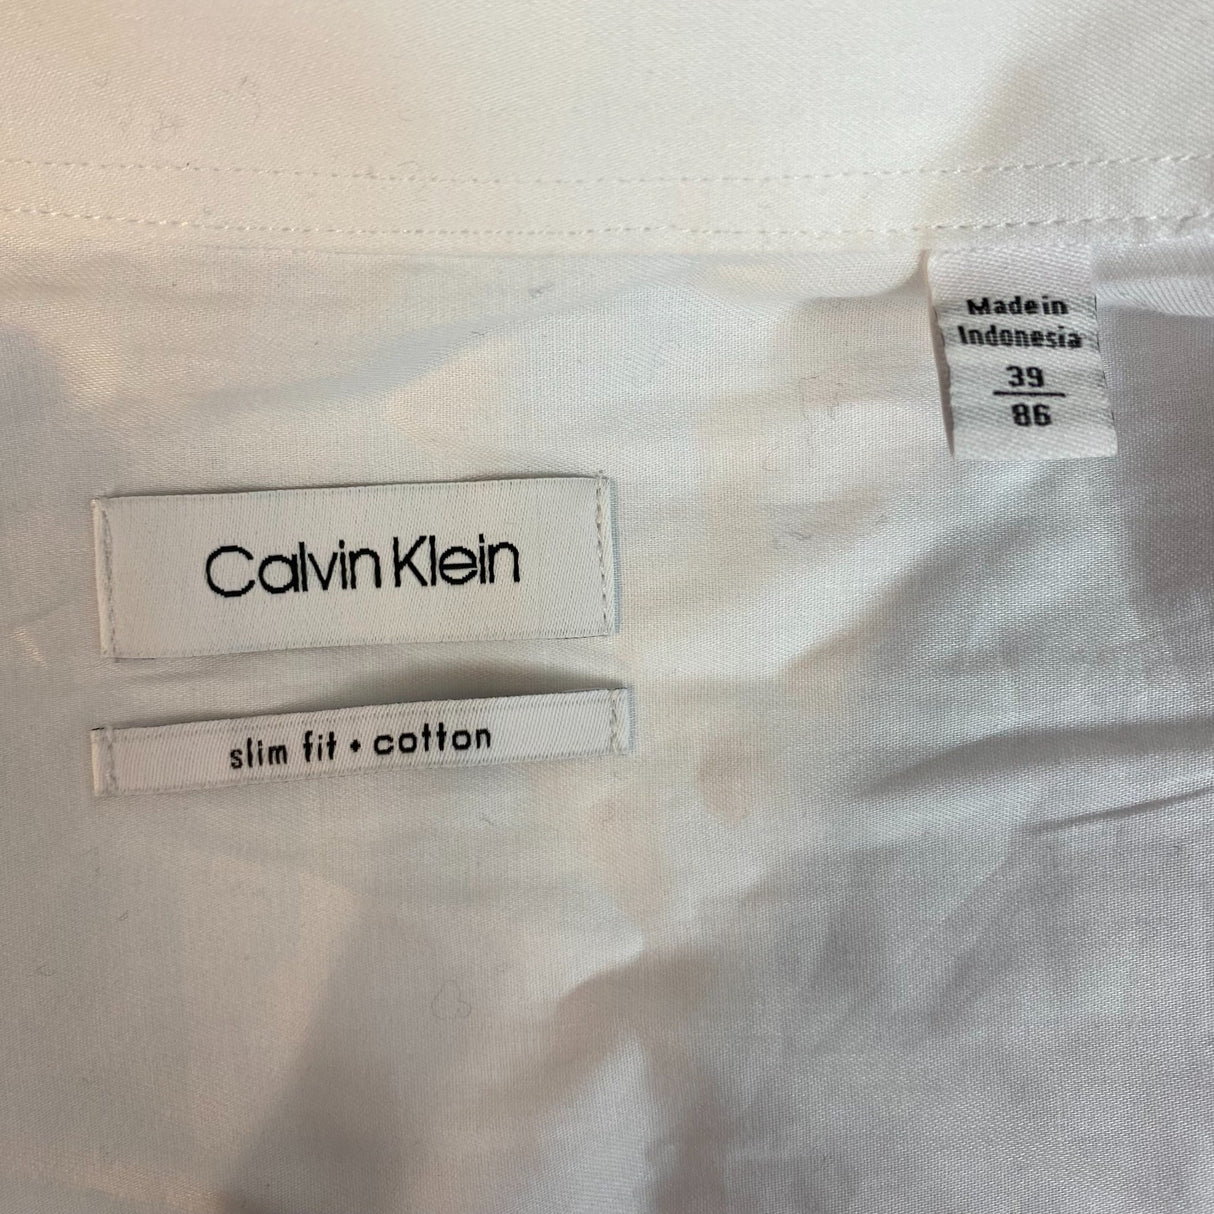 Made in
Indonesia
39
86
Calvin Klein
slim fit • cotton